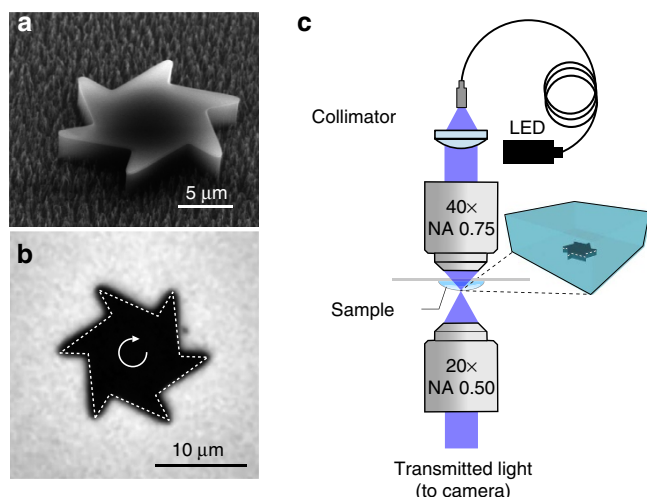 a
5 μm
b
10 μm
c
Collimator
LED
40×
NA 0.75
Sample
20×
NA 0.50
Transmitted light
(to camera)